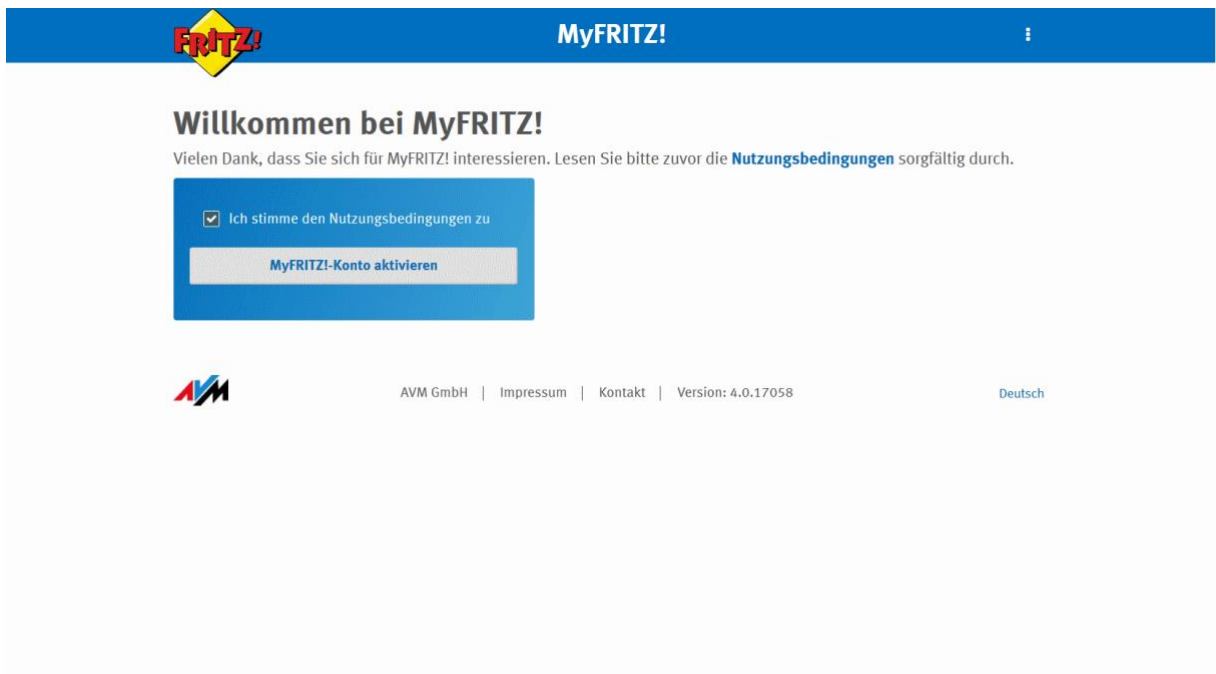 FRITZ!
MyFRITZ!
Willkommen bei MyFRITZ!
Vielen Dank, dass Sie sich für MyFRITZ! interessieren. Lesen Sie bitte zuvor die Nutzungsbedingungen sorgfältig durch.
Ich stimme den Nutzungsbedingungen zu
MyFRITZ!-Konto aktivieren
AVM
AVM GmbH | Impressum | Kontakt | Version: 4.0.17058
Deutsch